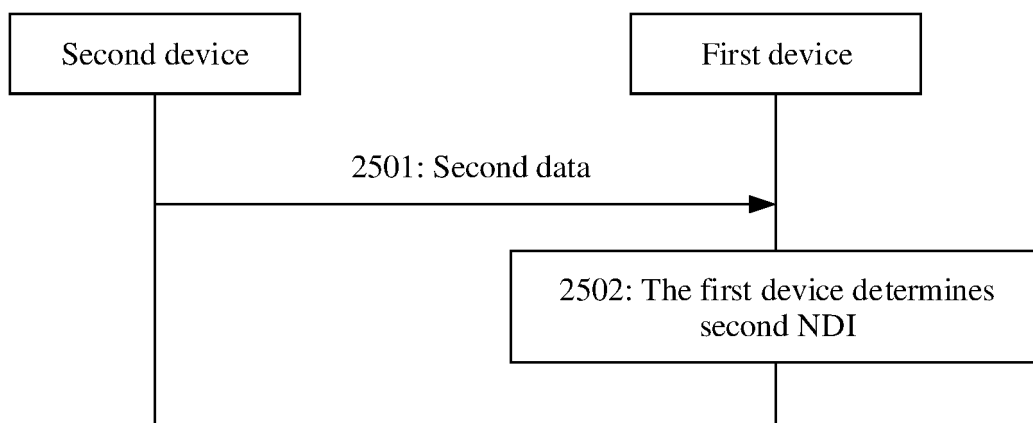 Second device
First device
2501: Second data
2502: The first device determines
second NDI